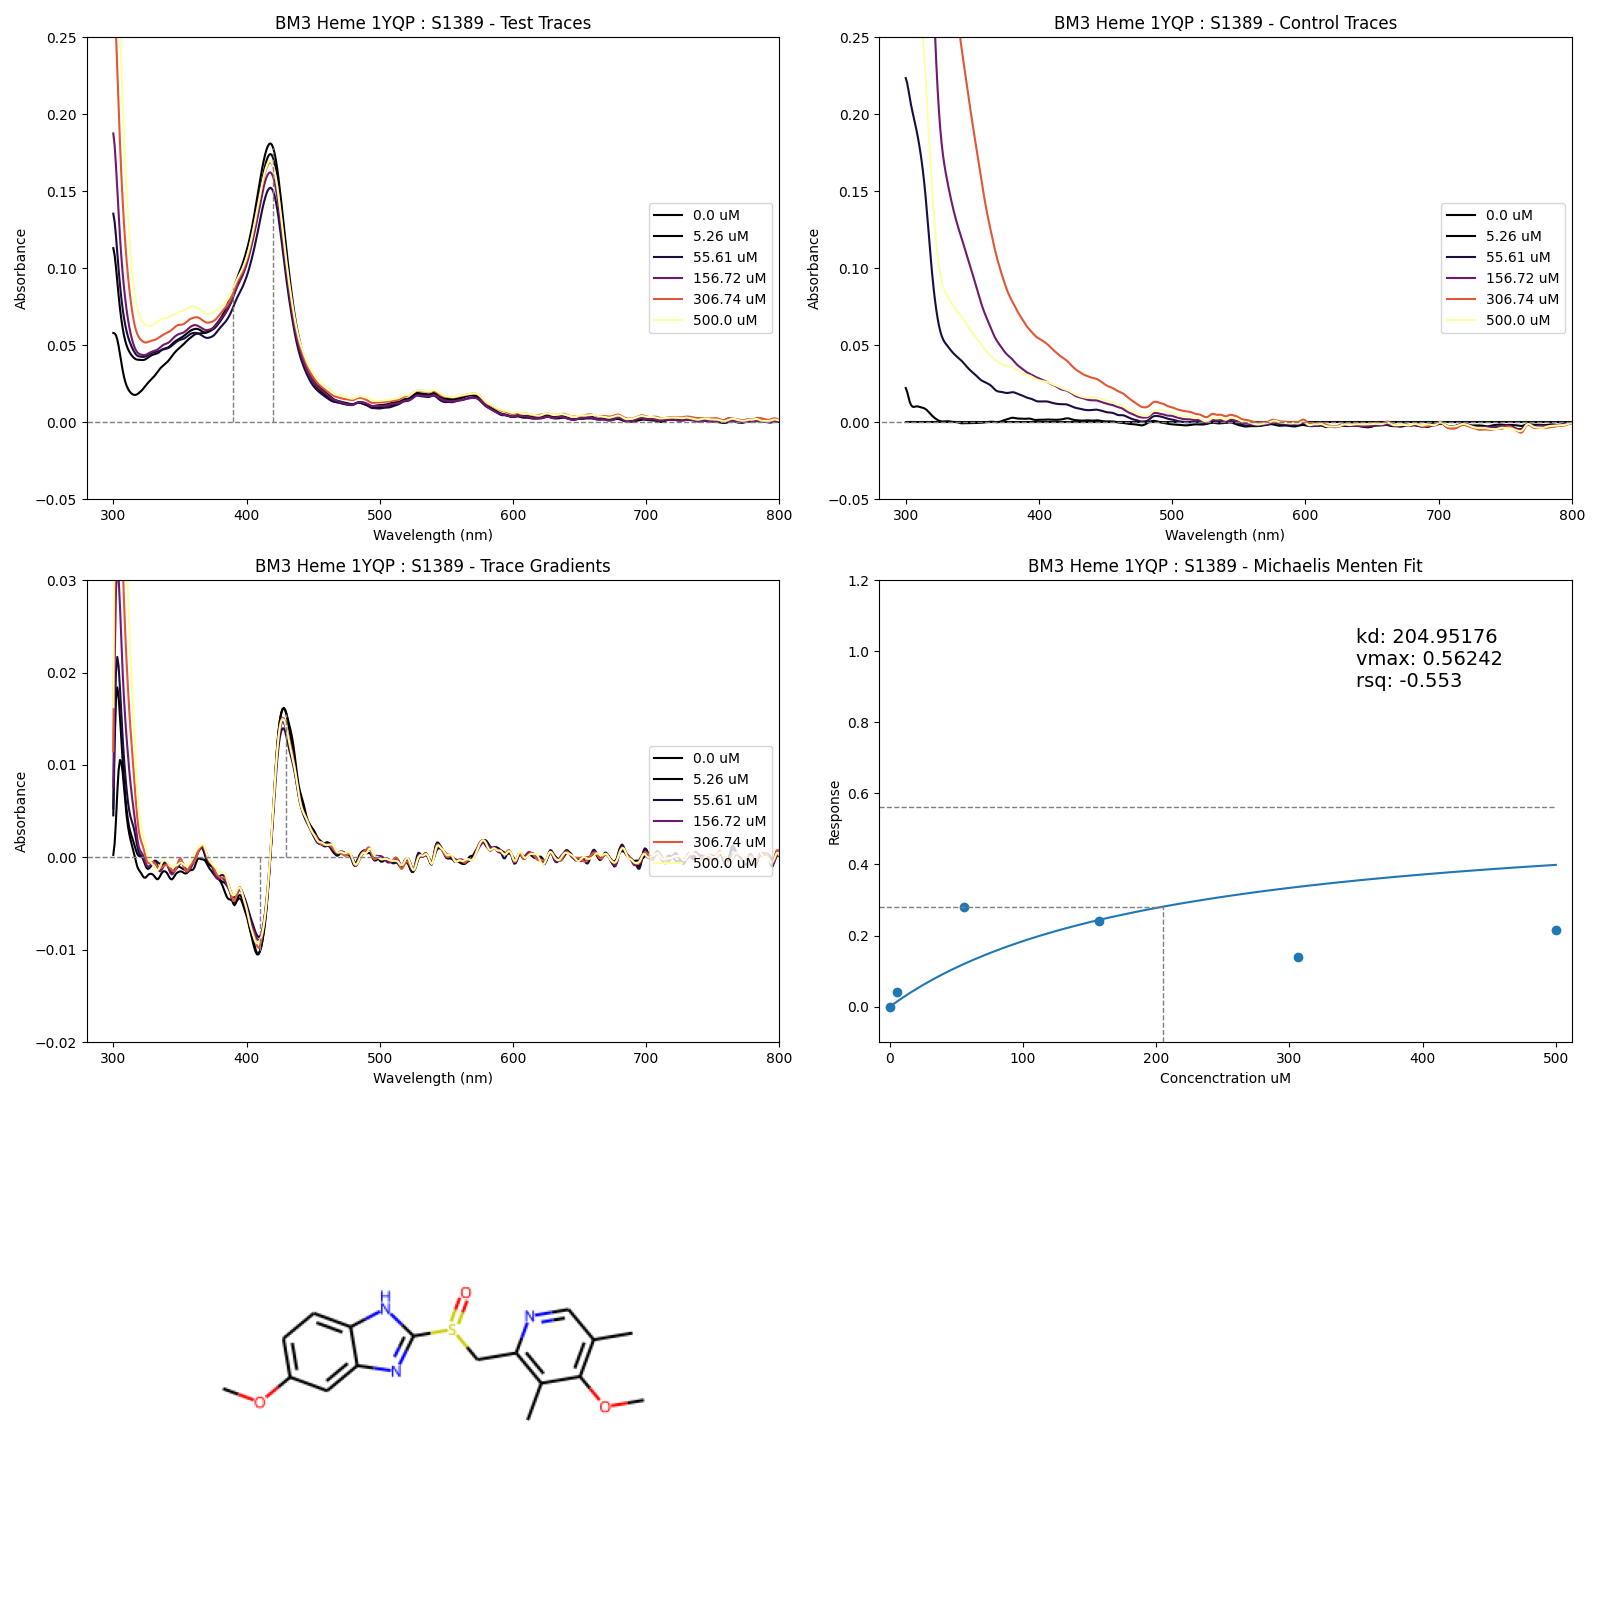 BM3 Heme 1YQP : S1389 - Test Traces
Absorbance
0.25
0.20
0.15
0.10
0.05
0.00
−0.05
0.0 uM
5.26 uM
55.61 uM
156.72 uM
306.74 uM
500.0 uM
300 400 500 600 700 800
Wavelength (nm)
BM3 Heme 1YQP : S1389 - Control Traces
Absorbance
0.25
0.20
0.15
0.10
0.05
0.00
−0.05
0.0 uM
5.26 uM
55.61 uM
156.72 uM
306.74 uM
500.0 uM
300 400 500 600 700 800
Wavelength (nm)
BM3 Heme 1YQP : S1389 - Trace Gradients
Absorbance
0.03
0.02
0.01
0.00
−0.01
−0.02
0.0 uM
5.26 uM
55.61 uM
156.72 uM
306.74 uM
500.0 uM
300 400 500 600 700 800
Wavelength (nm)
BM3 Heme 1YQP : S1389 - Michaelis Menten Fit
Response
1.2
1.0
0.8
0.6
0.4
0.2
0.0
kd: 204.95176
vmax: 0.56242
rsq: -0.553
0 100 200 300 400 500
Concenctration uM
H
N
O
S
N
N
O
O